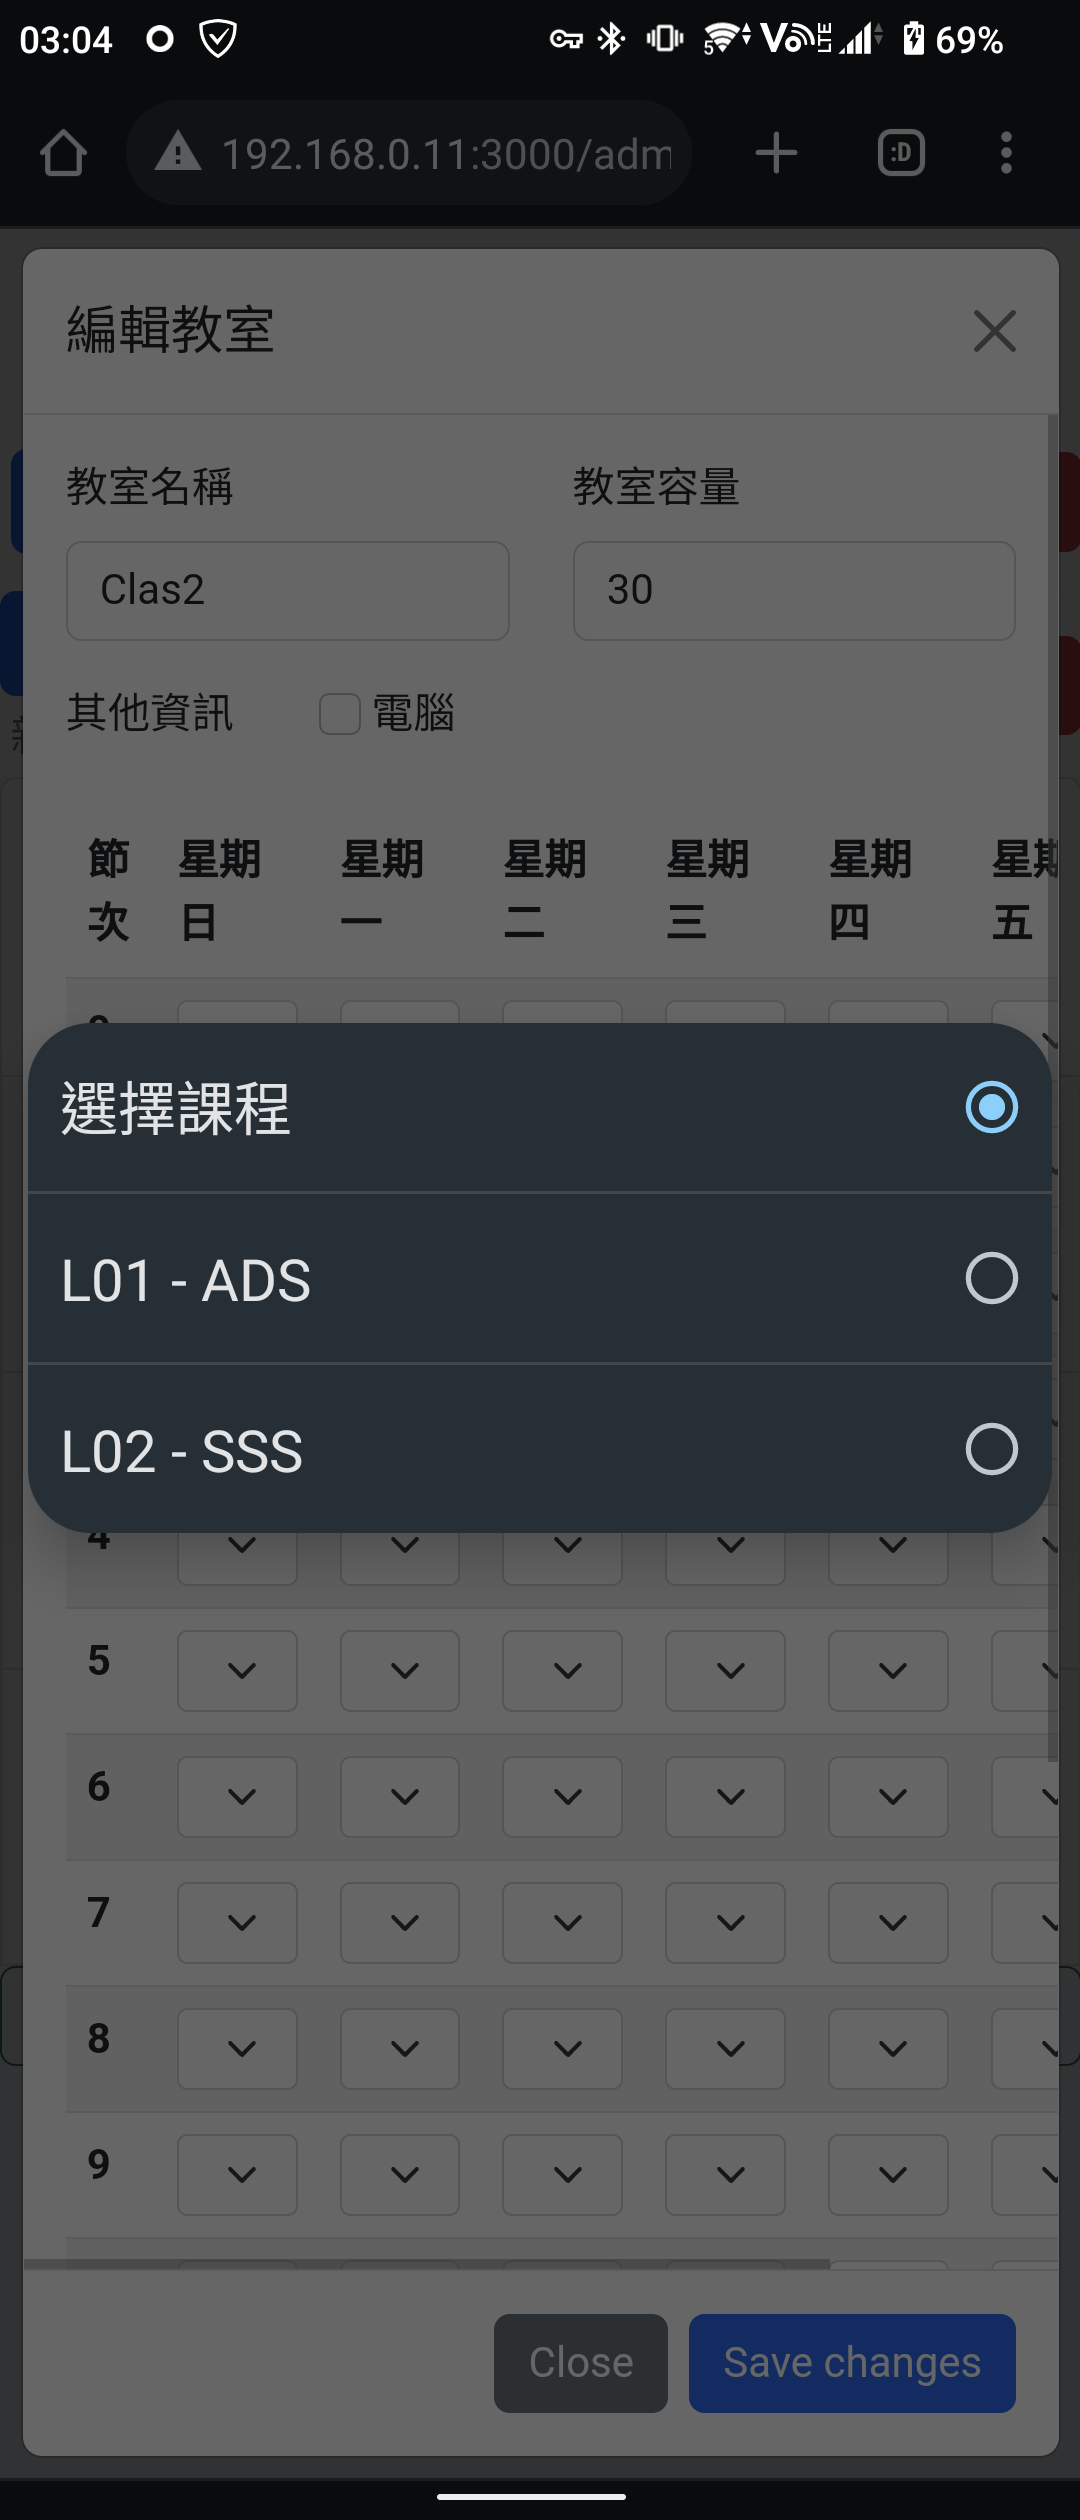 03:04
69%
192.168.0.11:3000/adm
:D
編輯教室
教室名稱
教室容量
Clas2
30
其他資訊
電腦
節次
星期日
星期一
星期二
星期三
星期四
星期五
選擇課程
L01 - ADS
L02 - SSS
4
5
6
7
8
9
Close
Save changes